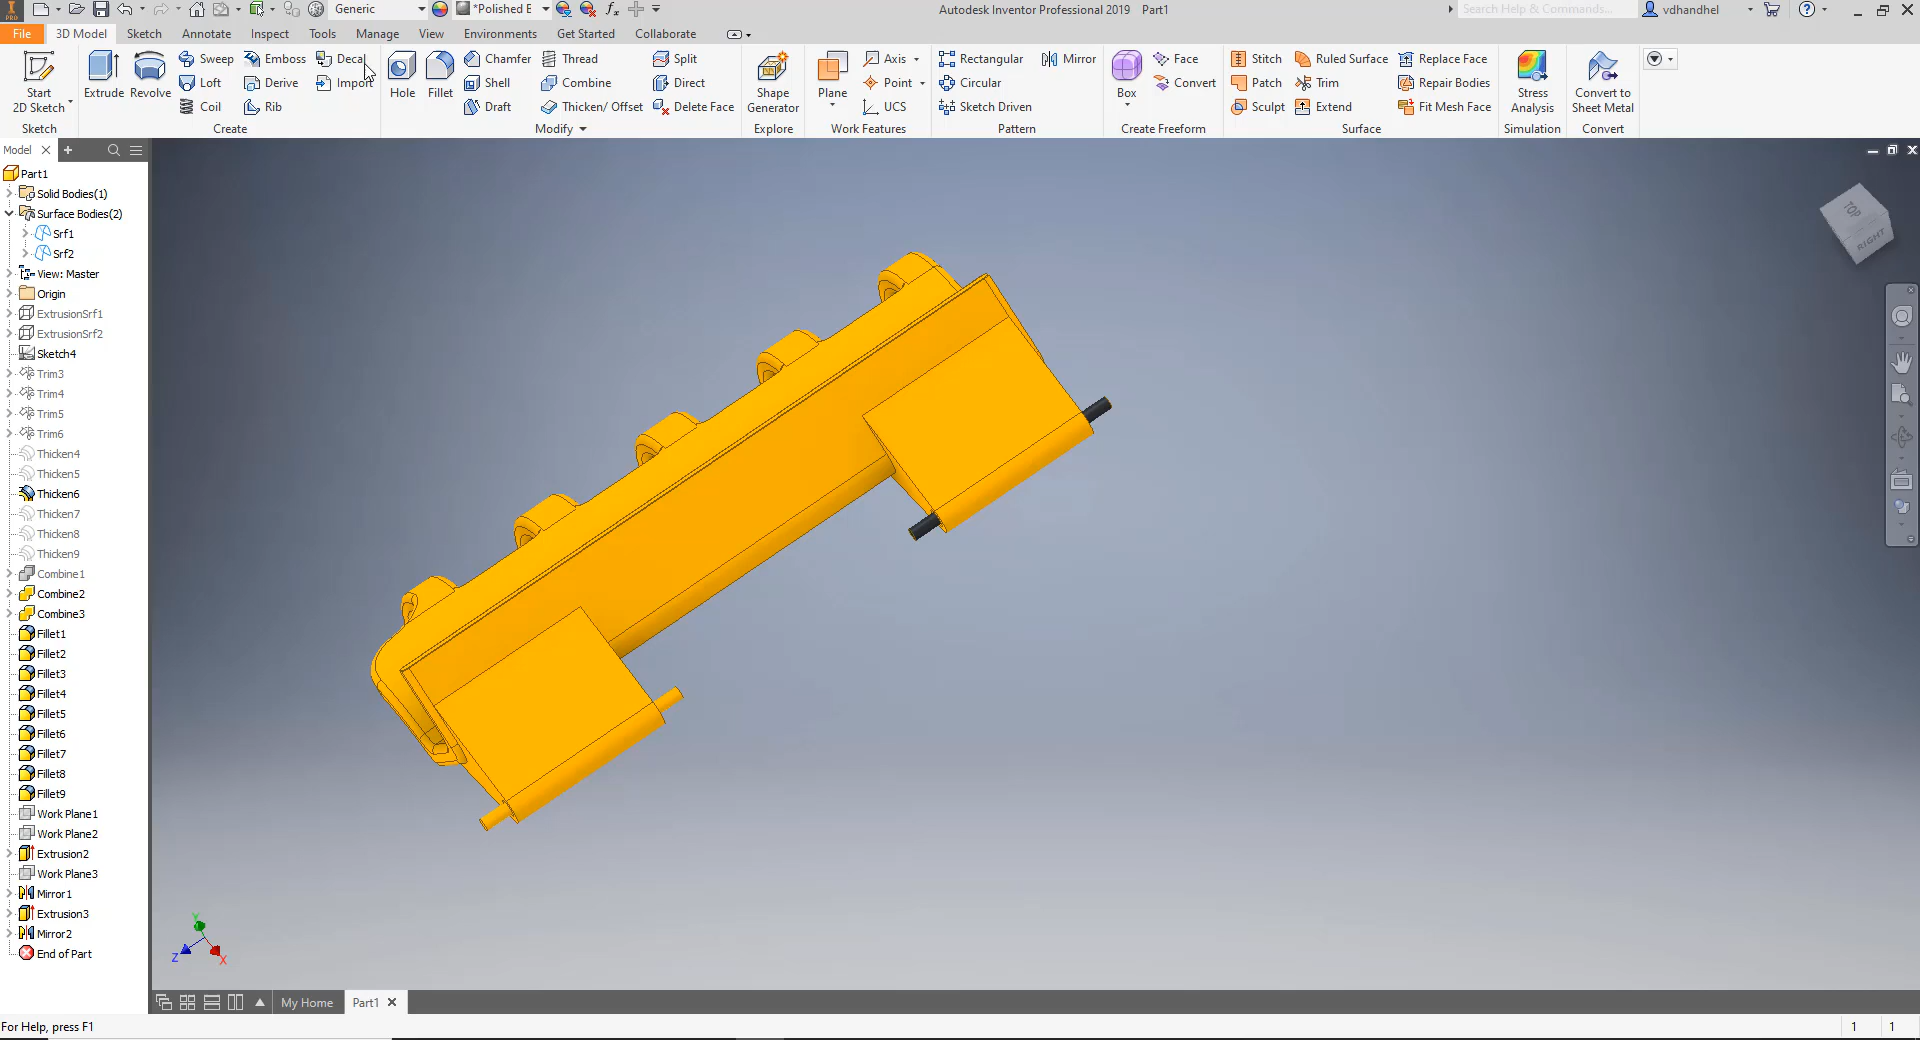 PRO
Generic
*Polished E
fx
Autodesk Inventor Professional 2019 Part1
Search Help & Commands...
vdhandhel
File
3D Model
Sketch
Annotate
Inspect
Tools
Manage
View
Environments
Get Started
Collaborate
Start
2D Sketch
Sketch
Extrude
Revolve
Sweep
Loft
Coil
Emboss
Derive
Rib
Decal
Import
Create
Hole
Fillet
Chamfer
Shell
Draft
Thread
Combine
Thicken/ Offset
Split
Direct
Delete Face
Modify
Shape
Generator
Explore
Plane
Axis
Point
UCS
Work Features
Rectangular
Circular
Sketch Driven
Mirror
Pattern
Box
Face
Convert
Create Freeform
Stitch
Patch
Sculpt
Ruled Surface
Trim
Extend
Replace Face
Repair Bodies
Fit Mesh Face
Surface
Stress
Analysis
Simulation
Convert to
Sheet Metal
Convert
Model
Part1
Solid Bodies(1)
Surface Bodies(2)
Srf1
Srf2
View: Master
Origin
ExtrusionSrf1
ExtrusionSrf2
Sketch4
Trim3
Trim4
Trim5
Trim6
Thicken4
Thicken5
Thicken6
Thicken7
Thicken8
Thicken9
Combine1
Combine2
Combine3
Fillet1
Fillet2
Fillet3
Fillet4
Fillet5
Fillet6
Fillet7
Fillet8
Fillet9
Work Plane1
Work Plane2
Extrusion2
Work Plane3
Mirror1
Extrusion3
Mirror2
End of Part
TOP
RIGHT
Y
Z
X
My Home
Part1
For Help, press F1
1
1